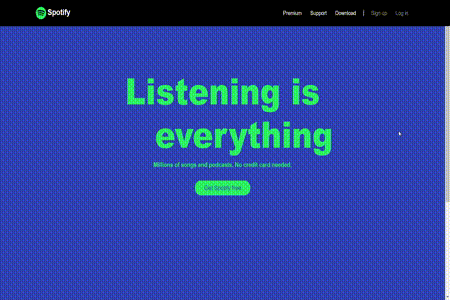 Spotify
Premium Support Download | Sign up Log in
Listening is
everything
Millions of songs and podcasts. No credit card needed.
Get Spotify free